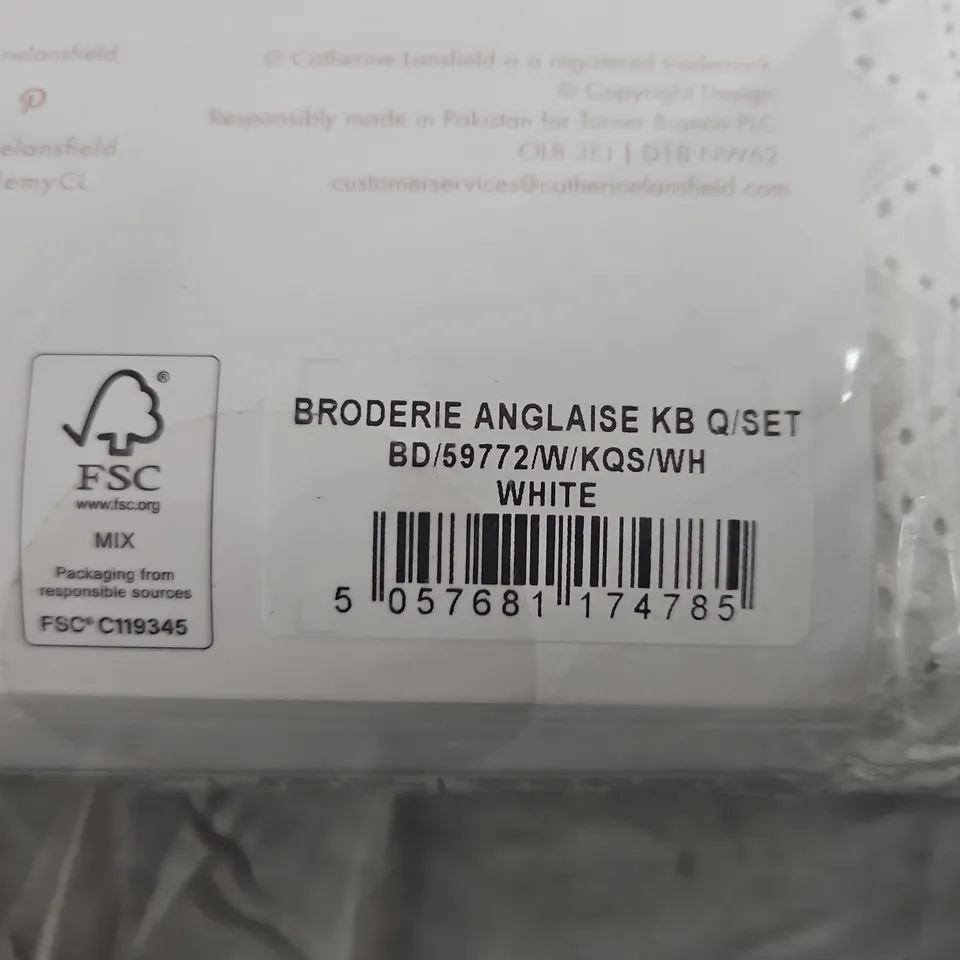 nelansfield
© Catherine Lansfield is a registered trademark
© Copyright Design
elansfield
Responsibly made in Pakistan for Turner Bianca PLC
OL8 3EJ | D18 NW62
lemyCL
customerservices@catherinelansfield.com
FSC®
www.fsc.org
MIX
Packaging from
responsible sources
FSC® C119345
BRODERIE ANGLAISE KB Q/SET
BD/59772/W/KQS/WH
WHITE
5 057681 174785